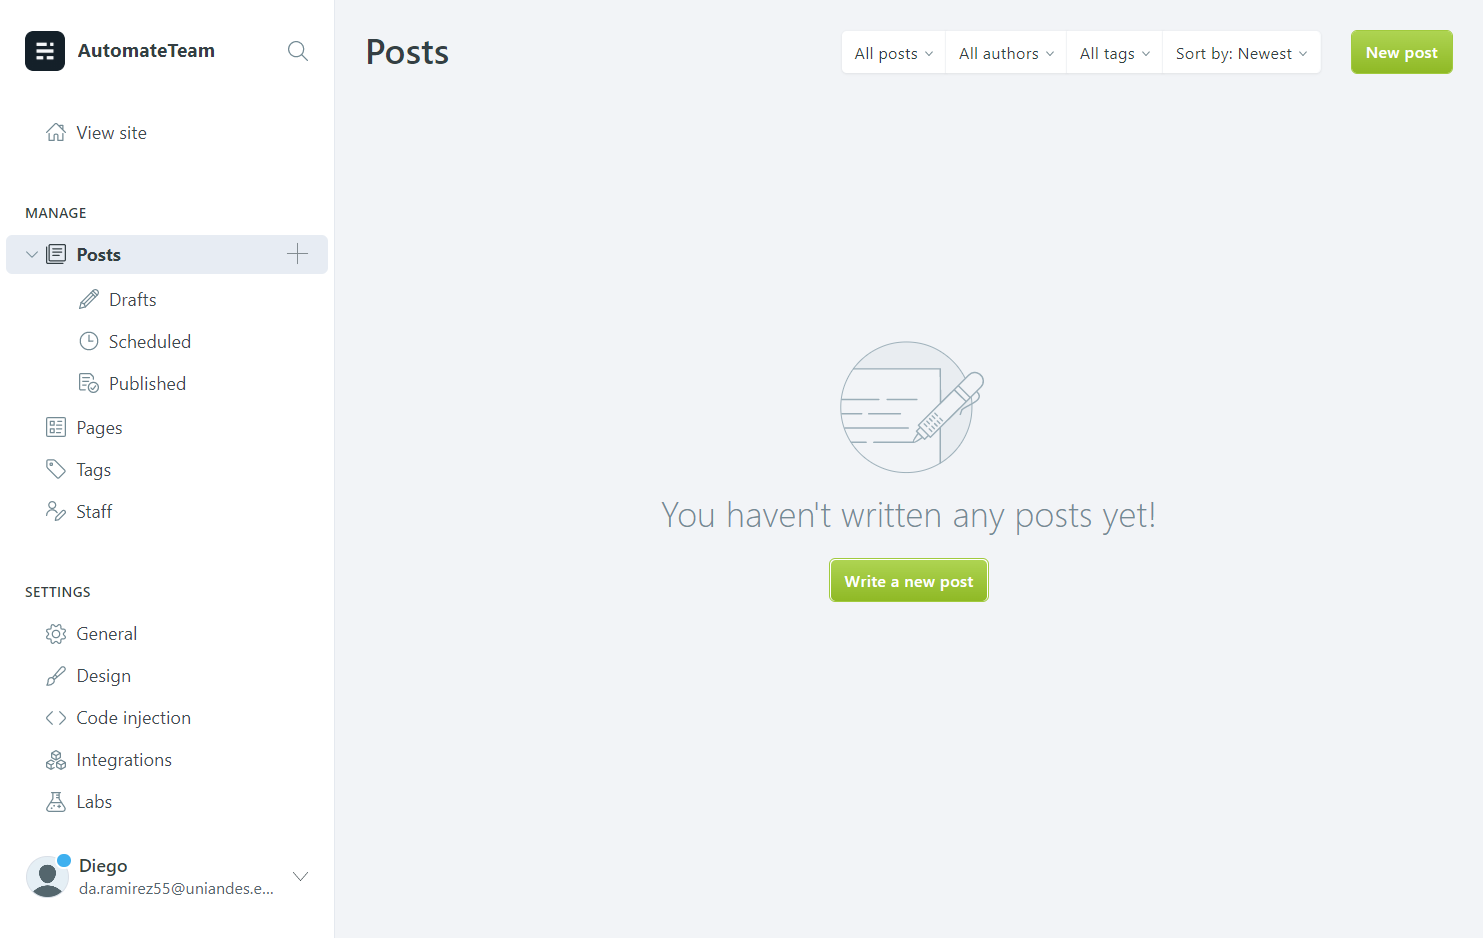 AutomateTeam
View site
MANAGE
Posts
Drafts
Scheduled
Published
Pages
Tags
Staff
SETTINGS
General
Design
Code injection
Integrations
Labs
Diego
da.ramirez55@uniandes.e...
Posts
All posts
All authors
All tags
Sort by: Newest
New post
You haven't written any posts yet!
Write a new post